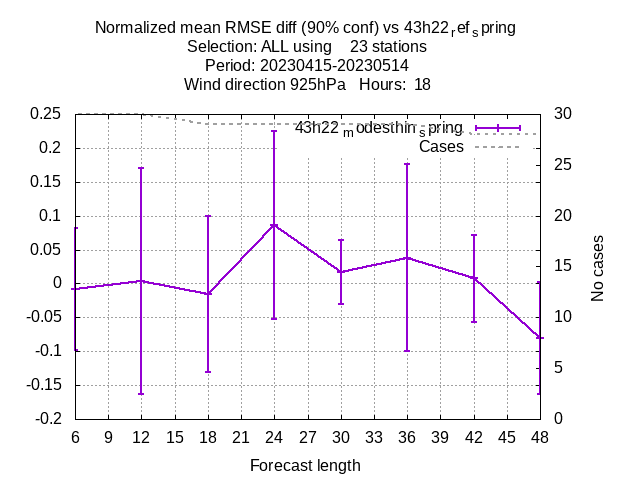 Normalized mean RMSE diff (90% conf) vs 43h22refspring
Selection: ALL using 23 stations
Period: 20230415-20230514
Wind direction 925hPa Hours: 18
0.25
0.2
0.15
0.1
0.05
0
-0.05
-0.1
-0.15
-0.2
43h22modesthinspring
Cases
30
25
20
15
10
5
0
No cases
6 9 12 15 18 21 24 27 30 33 36 39 42 45 48
Forecast length